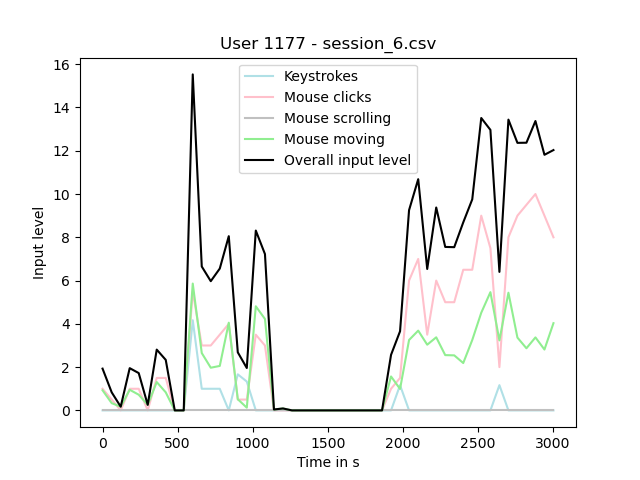 User 1177 - session_6.csv
Keystrokes
Mouse clicks
Mouse scrolling
Mouse moving
Overall input level
16
14
12
10
8
6
4
2
0
Input level
0 500 1000 1500 2000 2500 3000
Time in s